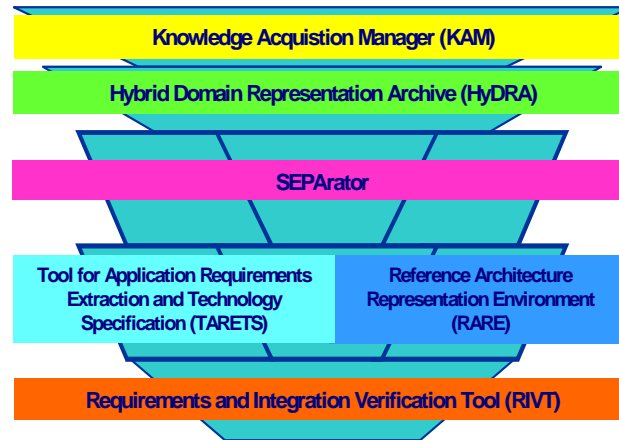 Knowledge Acquistion Manager (KAM)
Hybrid Domain Representation Archive (HyDRA)
SEPArator
Tool for Application Requirements
Extraction and Technology
Specification (TARETS)
Reference Architecture
Representation Environment
(RARE)
Requirements and Integration Verification Tool (RIVT)